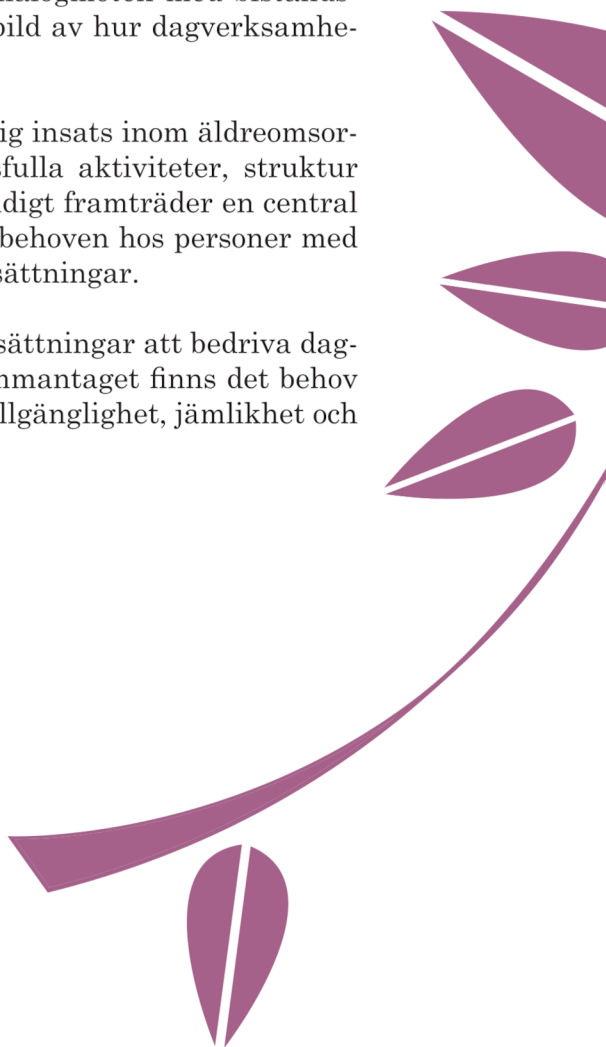 bild av hur dagverksamhe-
ig insats inom äldreomsor-
sfulla aktiviteter, struktur
digt framträder en central
behoven hos personer med
sättningar.
sättningar att bedriva dag-
nmantaget finns det behov
llgänglighet, jämlikhet och